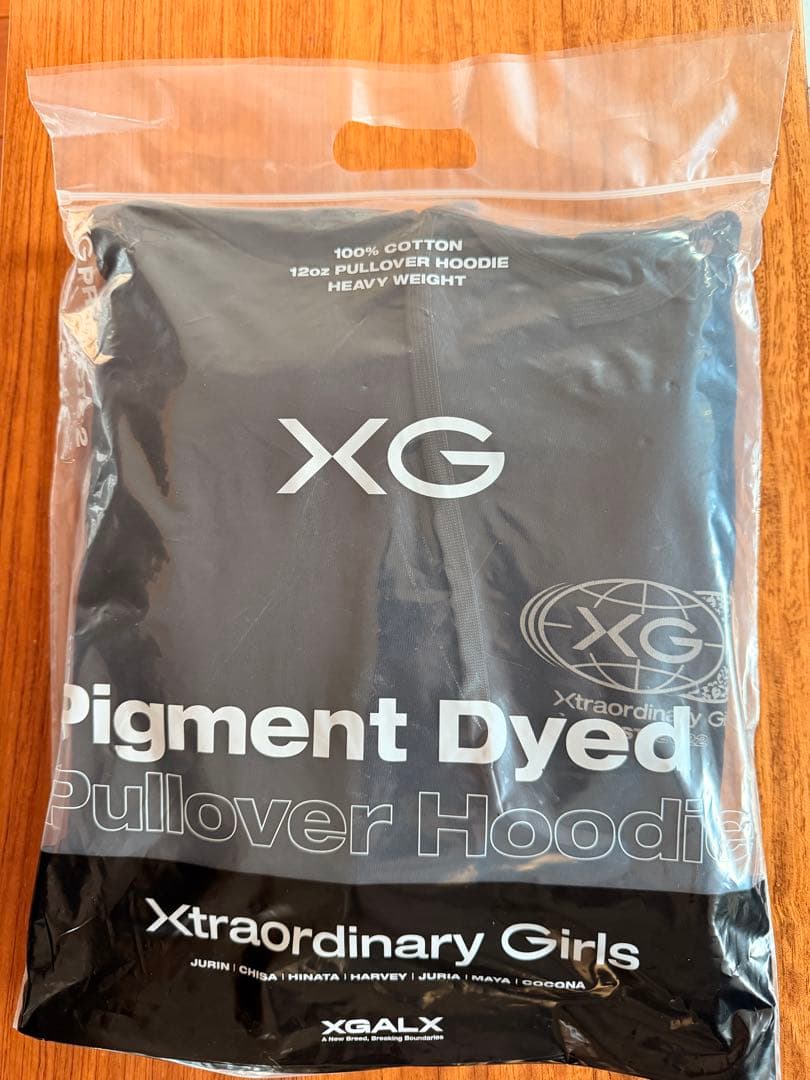 100% COTTON
12oz PULLOVER HOODIE
HEAVY WEIGHT
XG
XG
Xtraordinary G
Pigment Dyed
Pullover Hoodie
Xtraordinary Girls
JURIN | CHISA | HINATA | HARVEY | JURIA | MAYA | COCONA
XGALX
A New Breed, Breaking Boundaries